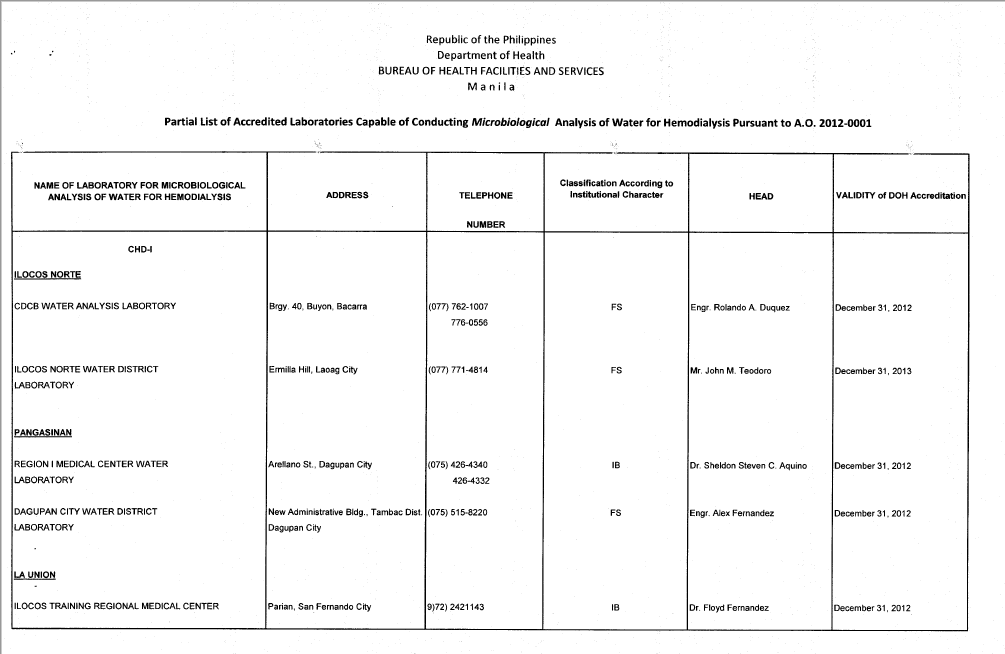 Republic of the Philippines
Department of Health
BUREAU OF HEALTH FACILITIES AND SERVICES
M a n i l a
Partial List of Accredited Laboratories Capable of Conducting Microbiological Analysis of Water for Hemodialysis Pursuant to A.O. 2012-0001
NAME OF LABORATORY FOR MICROBIOLOGICAL
ANALYSIS OF WATER FOR HEMODIALYSIS
ADDRESS
TELEPHONE
NUMBER
Classification According to
Institutional Character
HEAD
VALIDITY of DOH Accreditation
CHD-I
ILOCOS NORTE
CDCB WATER ANALYSIS LABORTORY
Brgy. 40, Buyon, Bacarra
(077) 762-1007
776-0556
FS
Engr. Rolando A. Duquez
December 31, 2012
ILOCOS NORTE WATER DISTRICT
LABORATORY
Ermilla Hill, Laoag City
(077) 771-4814
FS
Mr. John M. Teodoro
December 31, 2013
PANGASINAN
REGION I MEDICAL CENTER WATER
LABORATORY
Arellano St., Dagupan City
(075) 426-4340
426-4332
IB
Dr. Sheldon Steven C. Aquino
December 31, 2012
DAGUPAN CITY WATER DISTRICT
LABORATORY
New Administrative Bldg., Tambac Dist.
Dagupan City
(075) 515-8220
FS
Engr. Alex Fernandez
December 31, 2012
LA UNION
ILOCOS TRAINING REGIONAL MEDICAL CENTER
Parian, San Fernando City
9)72) 2421143
IB
Dr. Floyd Fernandez
December 31, 2012